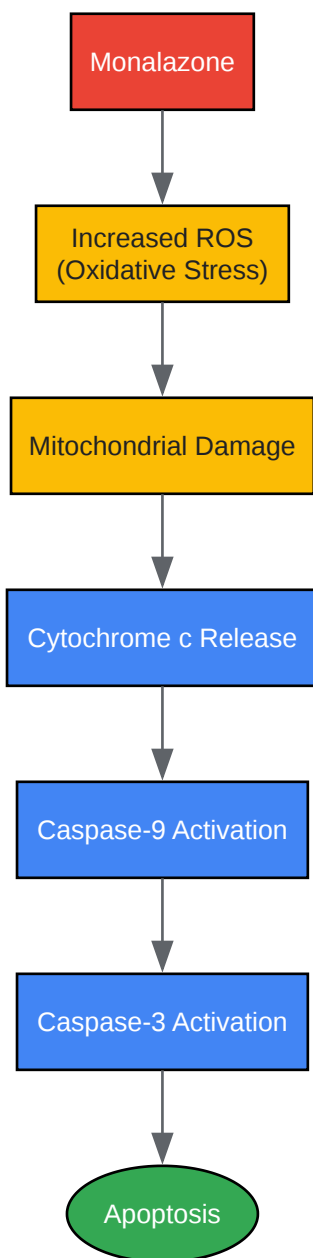 Monalazone
Increased ROS
(Oxidative Stress)
Mitochondrial Damage
Cytochrome c Release
Caspase-9 Activation
Caspase-3 Activation
Apoptosis